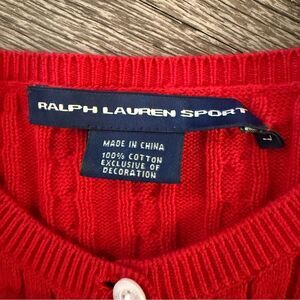 RALPH LAUREN SPORT
L
MADE IN CHINA
100% COTTON
EXCLUSIVE OF
DECORATION